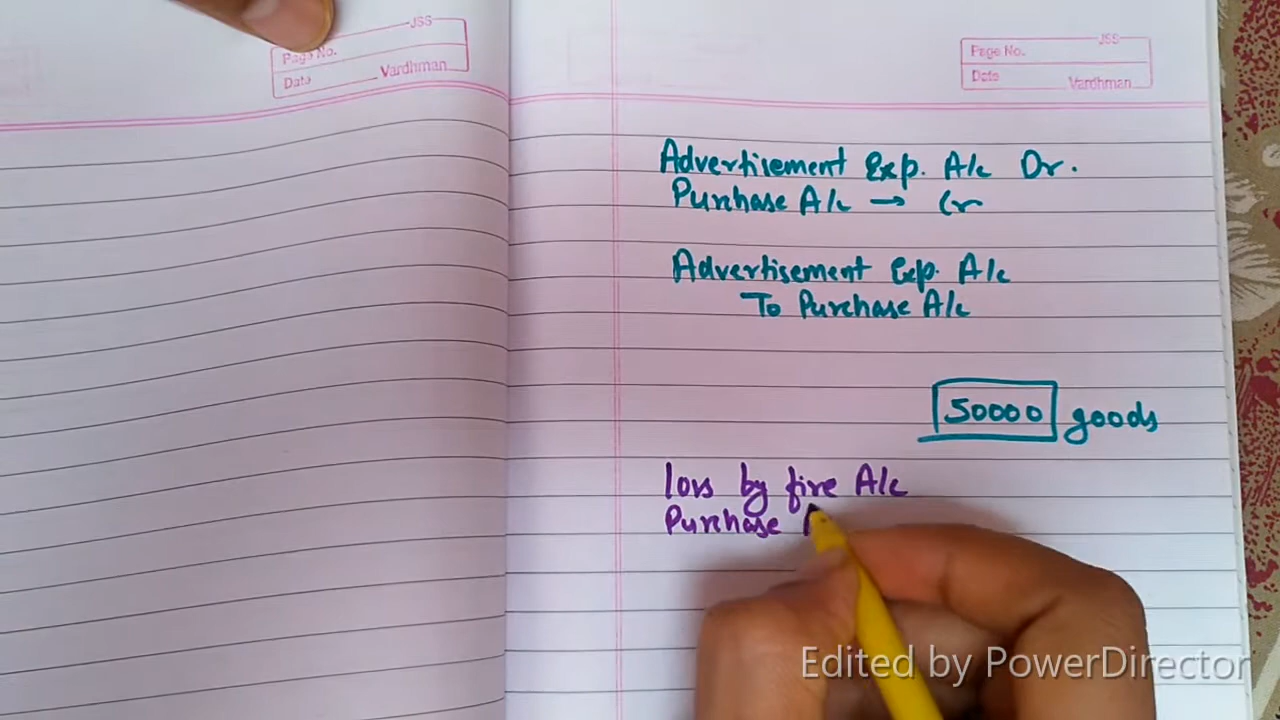 JSS
Page No.
Date
Vardhman
JSS
Page No.
Date
Vardhman
Advertisement Exp. A/c Dr.
Purchase A/c → Cr
Advertisement Exp. A/c
To Purchase A/c
50000 goods
loss by fire A/c
Purchase
Edited by PowerDirector